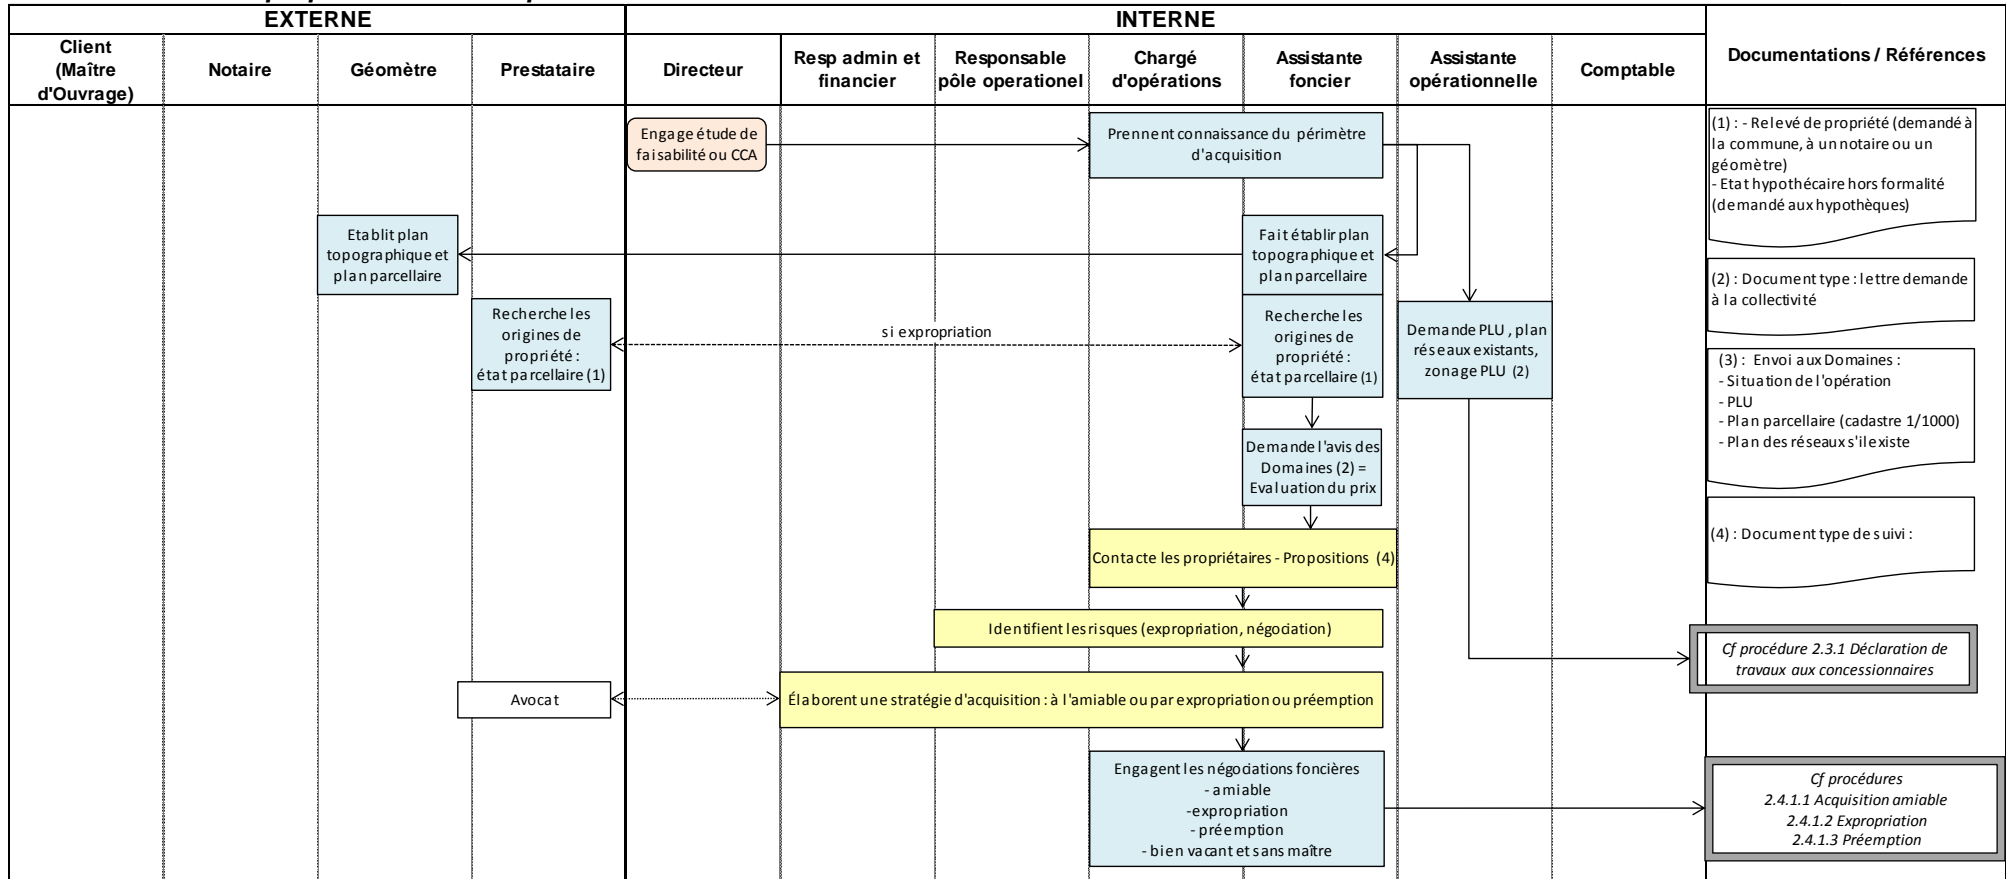 EXTERNE
INTERNE
Documentations / Références
Client
(Maître
d'Ouvrage)
Notaire
Géomètre
Prestataire
Directeur
Resp admin et
financier
Responsable
pôle operationel
Chargé
d'opérations
Assistante
foncier
Assistante
opérationnelle
Comptable
Engage étude de
faisabilité ou CCA
Prennent connaissance du périmètre
d'acquisition
(1) : - Relevé de propriété (demandé à
la commune, à un notaire ou un
géomètre)
- Etat hypothécaire hors formalité
(demandé aux hypothèques)
Etablit plan
topographique et
plan parcellaire
Fait établir plan
topographique et
plan parcellaire
(2) : Document type : lettre demande
à la collectivité
Recherche les
origines de
propriété :
état parcellaire (1)
si expropriation
Recherche les
origines de
propriété :
état parcellaire (1)
Demande PLU , plan
réseaux existants,
zonage PLU (2)
(3) : Envoi aux Domaines :
- Situation de l'opération
- PLU
- Plan parcellaire (cadastre 1/1000)
- Plan des réseaux s'il existe
Demande l'avis des
Domaines (2) =
Evaluation du prix
(4) : Document type de suivi :
Contacte les propriétaires - Propositions (4)
Identifient les risques (expropriation, négociation)
Cf procédure 2.3.1 Déclaration de
travaux aux concessionnaires
Avocat
Élaborent une stratégie d'acquisition : à l'amiable ou par expropriation ou préemption
Engagent les négociations foncières
- amiable
-expropriation
- préemption
- bien vacant et sans maître
Cf procédures
2.4.1.1 Acquisition amiable
2.4.1.2 Expropriation
2.4.1.3 Préemption